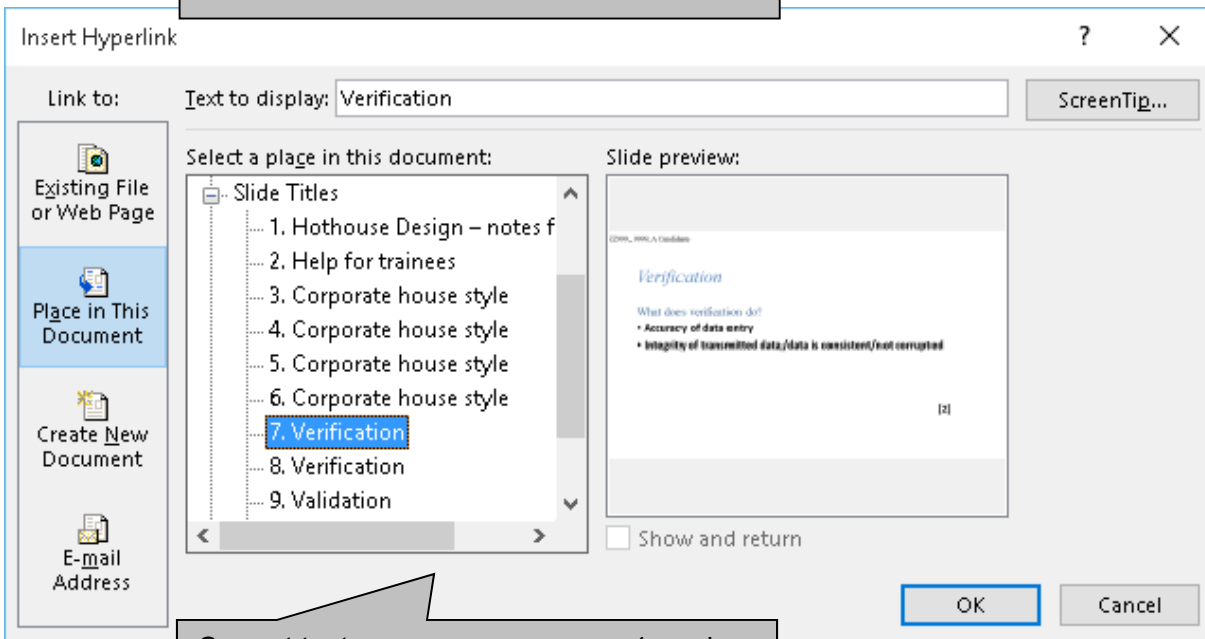 Insert Hyperlink ? ×
Link to: Text to display: Verification ScreenTip...
Select a place in this document: Slide preview:
Existing File
or Web Page
Place in This
Document
Create New
Document
E-mail
Address
Slide Titles
1. Hothouse Design – notes f
2. Help for trainees
3. Corporate house style
4. Corporate house style
5. Corporate house style
6. Corporate house style
7. Verification
8. Verification
9. Validation
A Candidate
Verification
What does verification do?
• Accuracy of data entry
• Integrity of transmitted data;/data is consistent/not corrupted
[2]
Show and return
OK Cancel